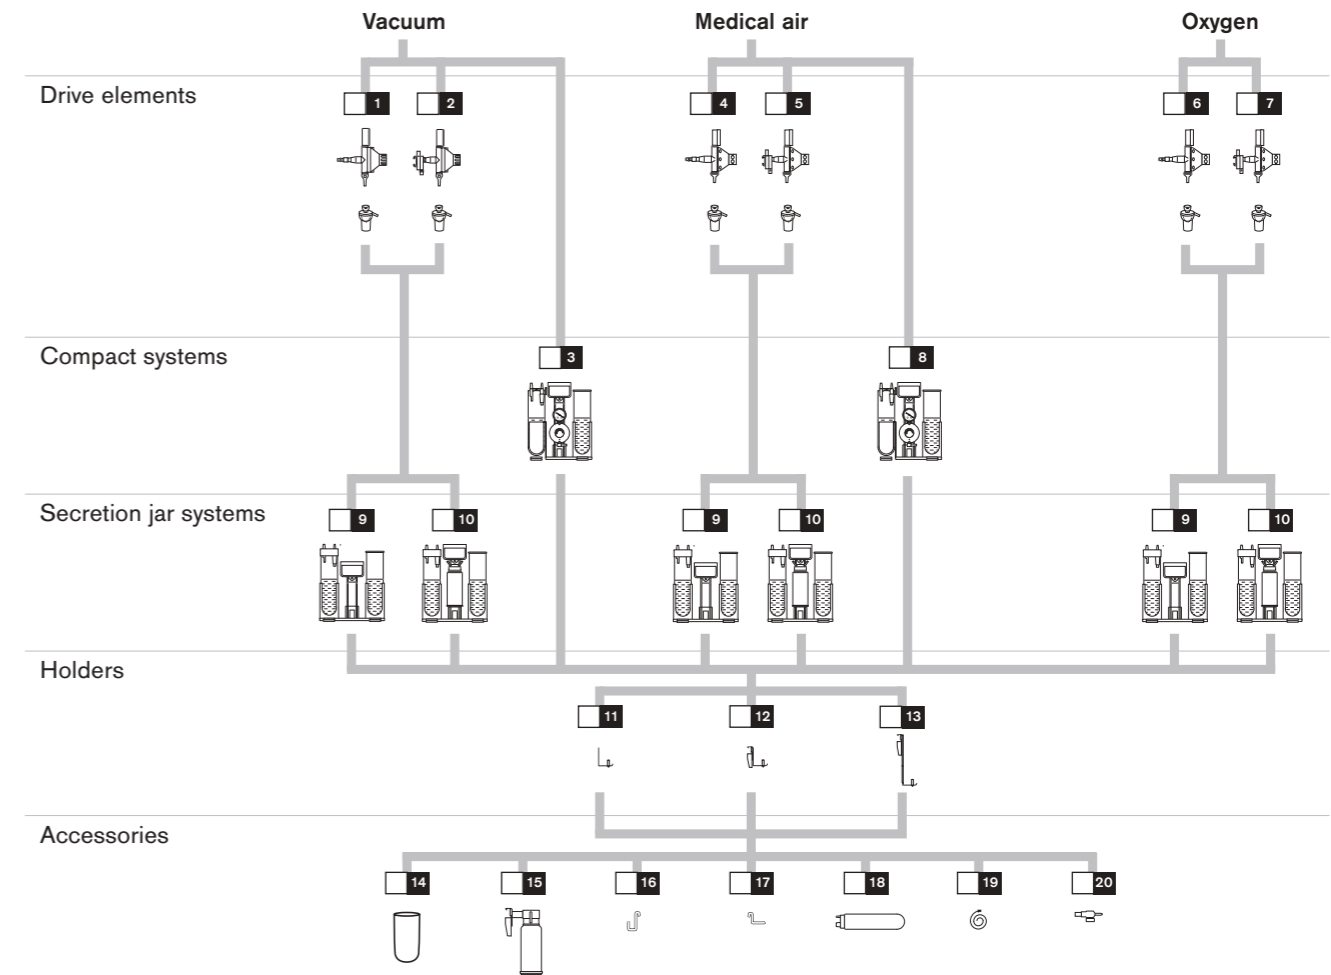 Vacuum Medical air Oxygen
Drive elements
1 2 4 5 6 7
Compact systems
3 8
Secretion jar systems
9 10 9 10 9 10
Holders
11 12 13
Accessories
14 15 16 17 18 19 20